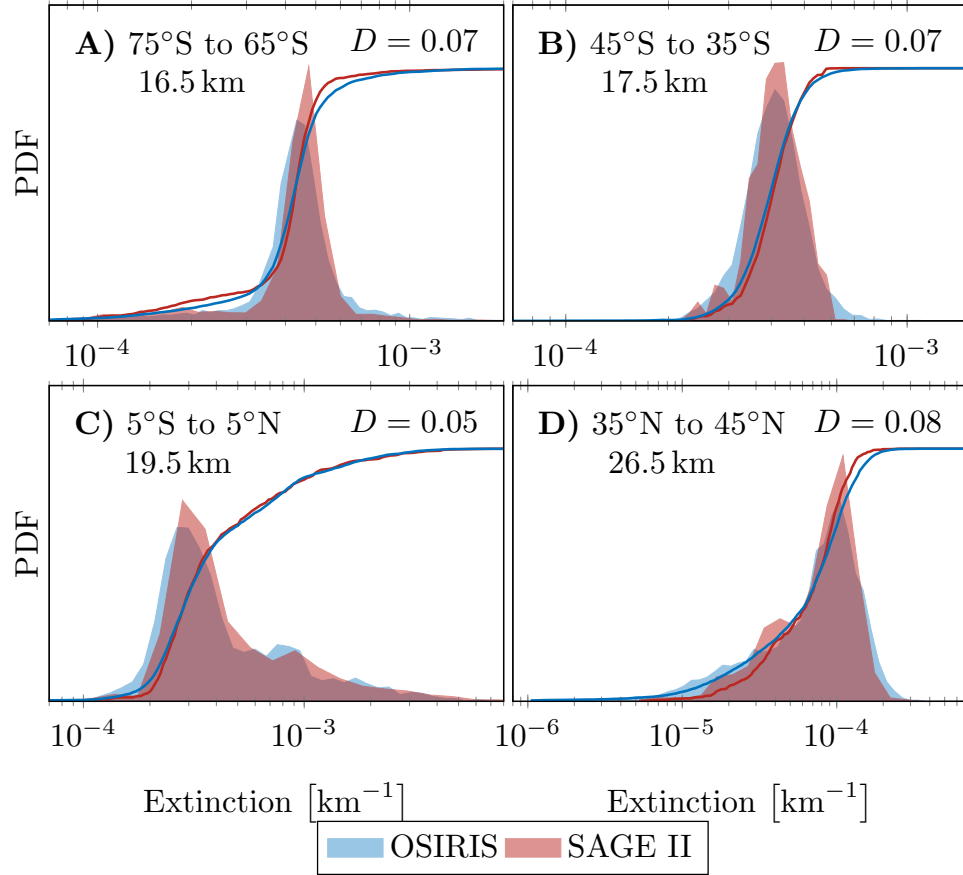 A) 75°S to 65°S D = 0.07
16.5 km
B) 45°S to 35°S D = 0.07
17.5 km
PDF
10⁻⁴ 10⁻³
10⁻⁴ 10⁻³
C) 5°S to 5°N D = 0.05
19.5 km
D) 35°N to 45°N D = 0.08
26.5 km
PDF
10⁻⁴ 10⁻³
10⁻⁶ 10⁻⁵ 10⁻⁴
Extinction [km⁻¹]
Extinction [km⁻¹]
OSIRIS SAGE II